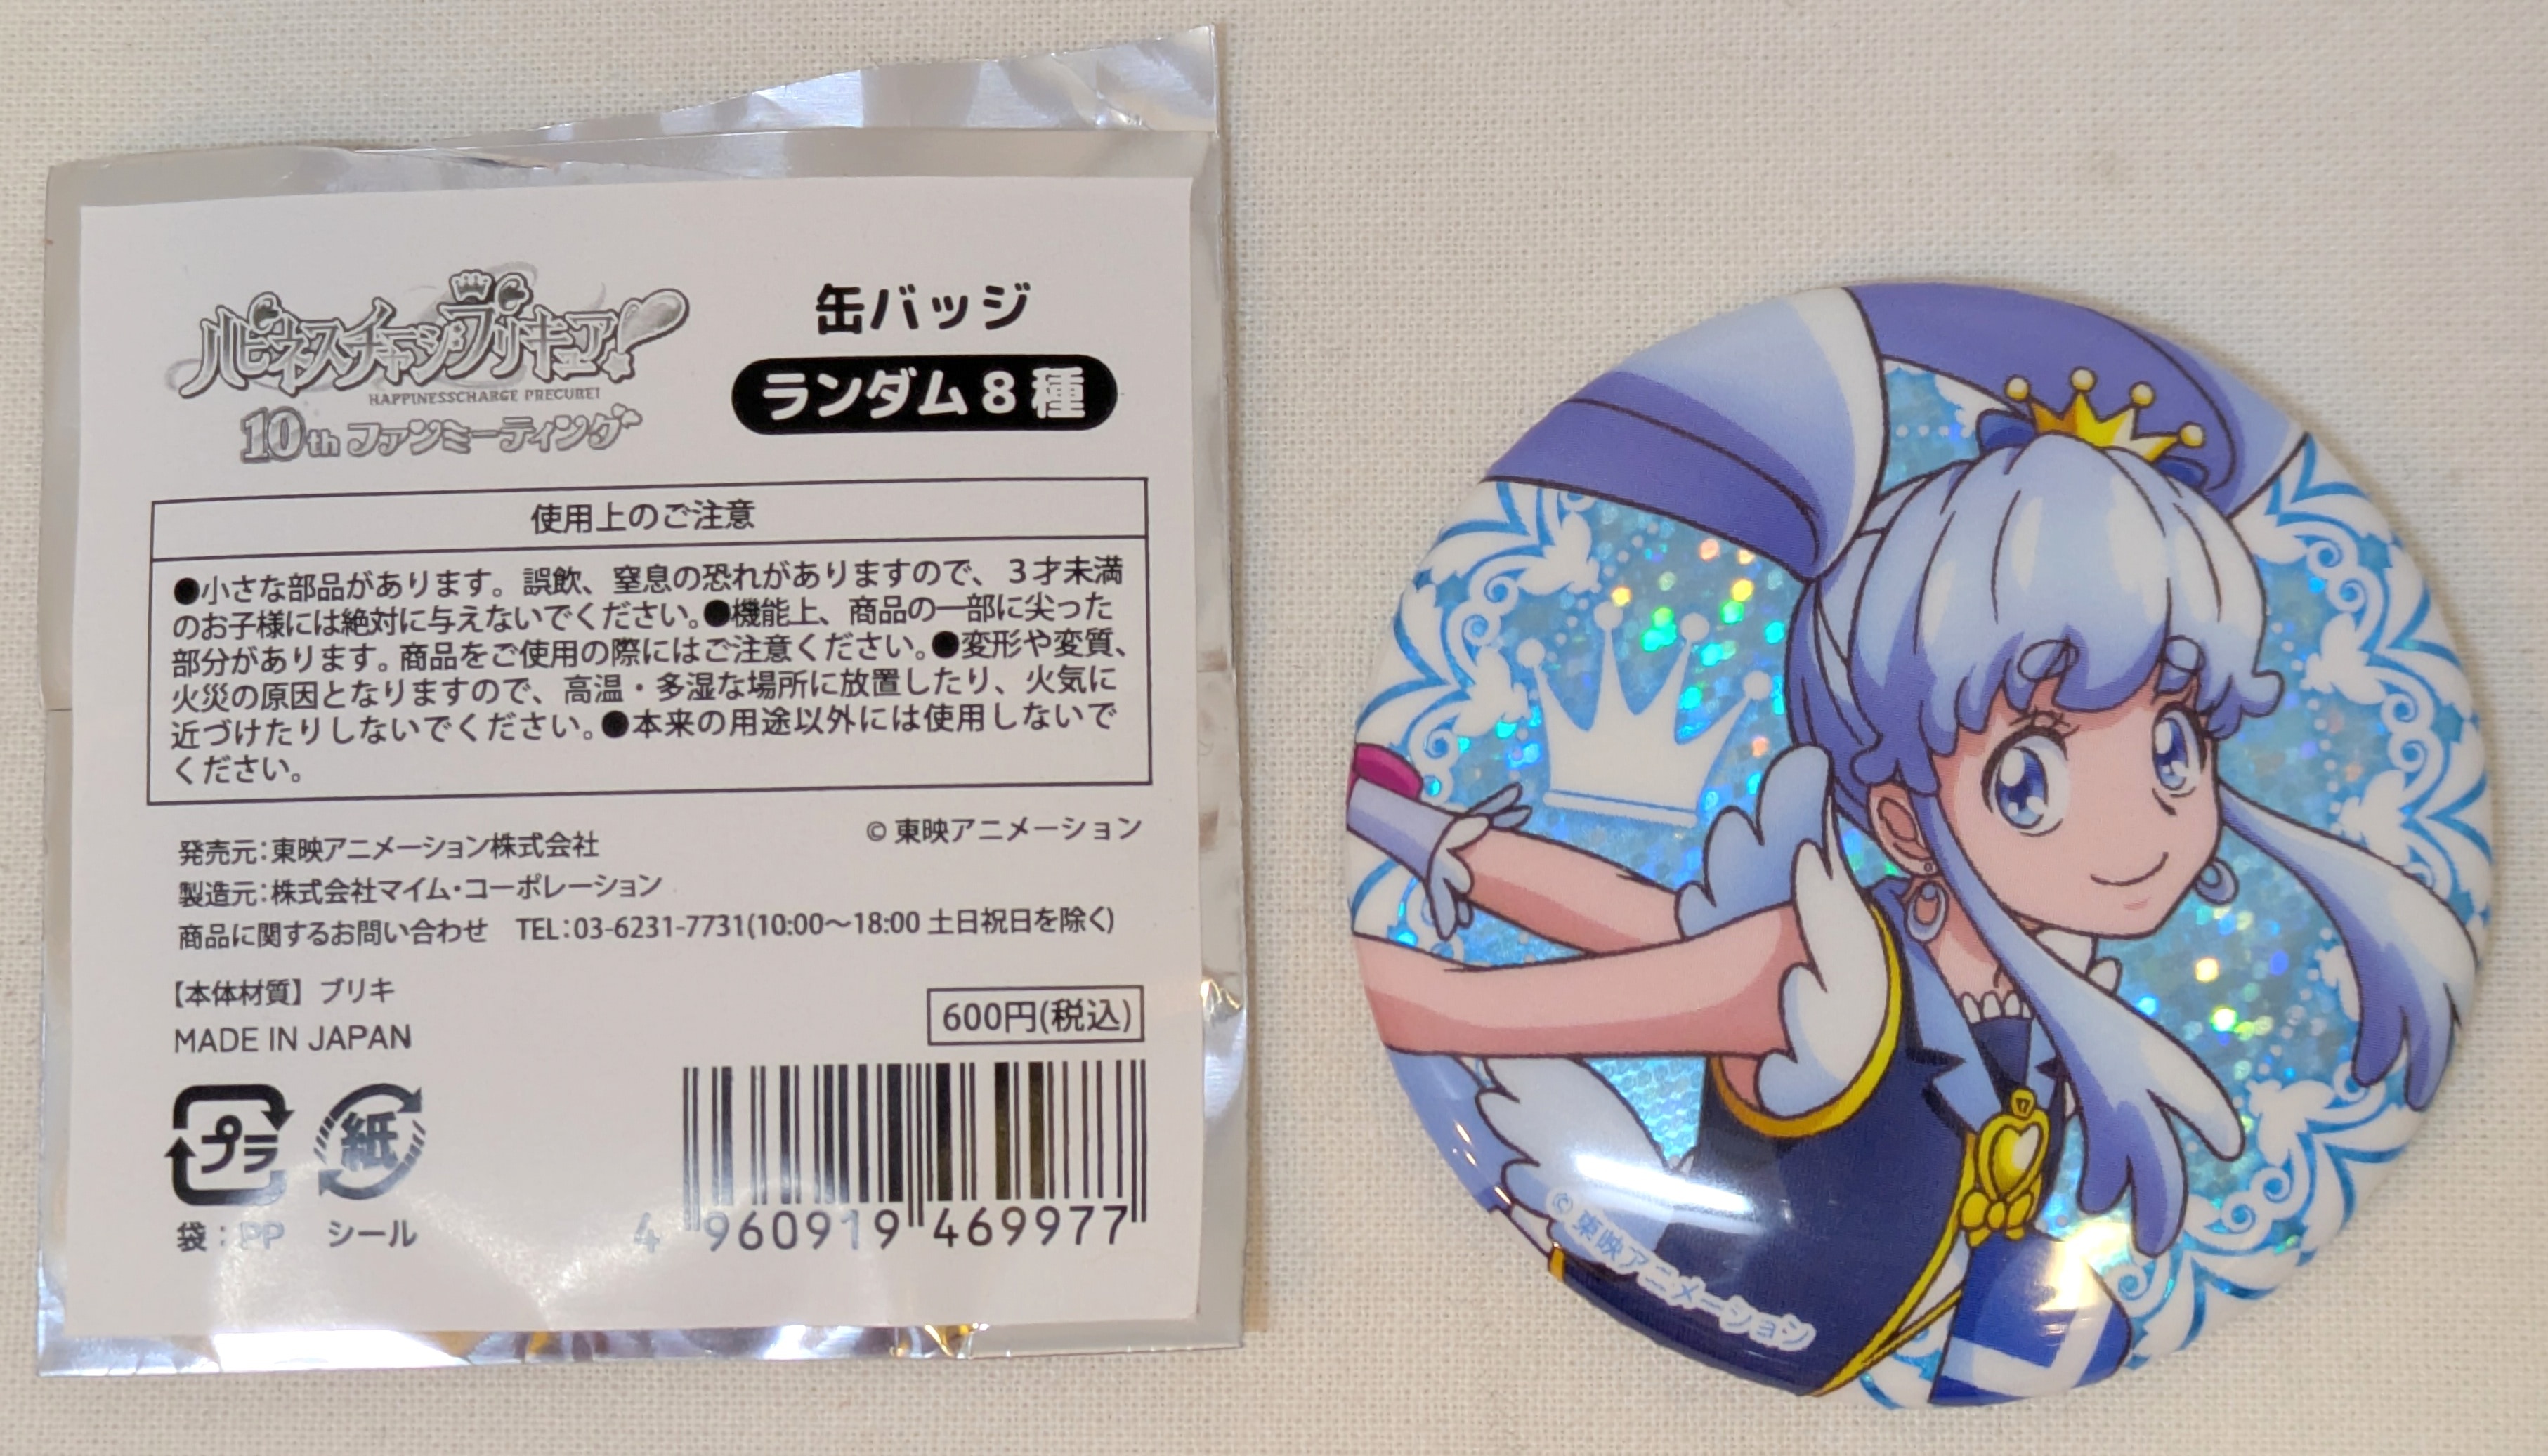 ハピネスチャージプリキュア!
HAPPINESSCHARGE PRECURE!
10th ファンミーティング
缶バッジ
ランダム8種
使用上のご注意
●小さな部品があります。誤飲、窒息の恐れがありますので、3才未満
のお子様には絶対に与えないでください。●機能上、商品の一部に尖った
部分があります。商品をご使用の際にはご注意ください。●変形や変質、
火災の原因となりますので、高温・多湿な場所に放置したり、火気に
近づけたりしないでください。●本来の用途以外には使用しないで
ください。
発売元:東映アニメーション株式会社
© 東映アニメーション
製造元:株式会社マイム・コーポレーション
商品に関するお問い合わせ TEL:03-6231-7731(10:00〜18:00 土日祝日を除く)
【本体材質】ブリキ
MADE IN JAPAN
600円(税込)
プラ
紙
袋:PP
シール
4 960919 469977
© 東映アニメーション